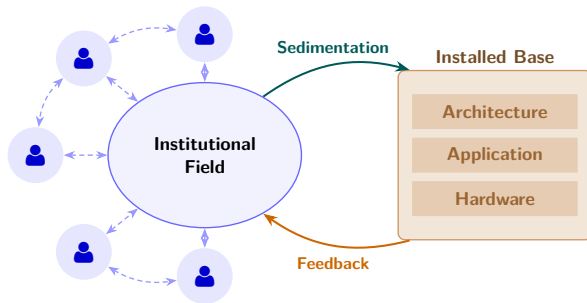 Sedimentation
Installed Base
Architecture
Institutional
Field
Application
Hardware
Feedback